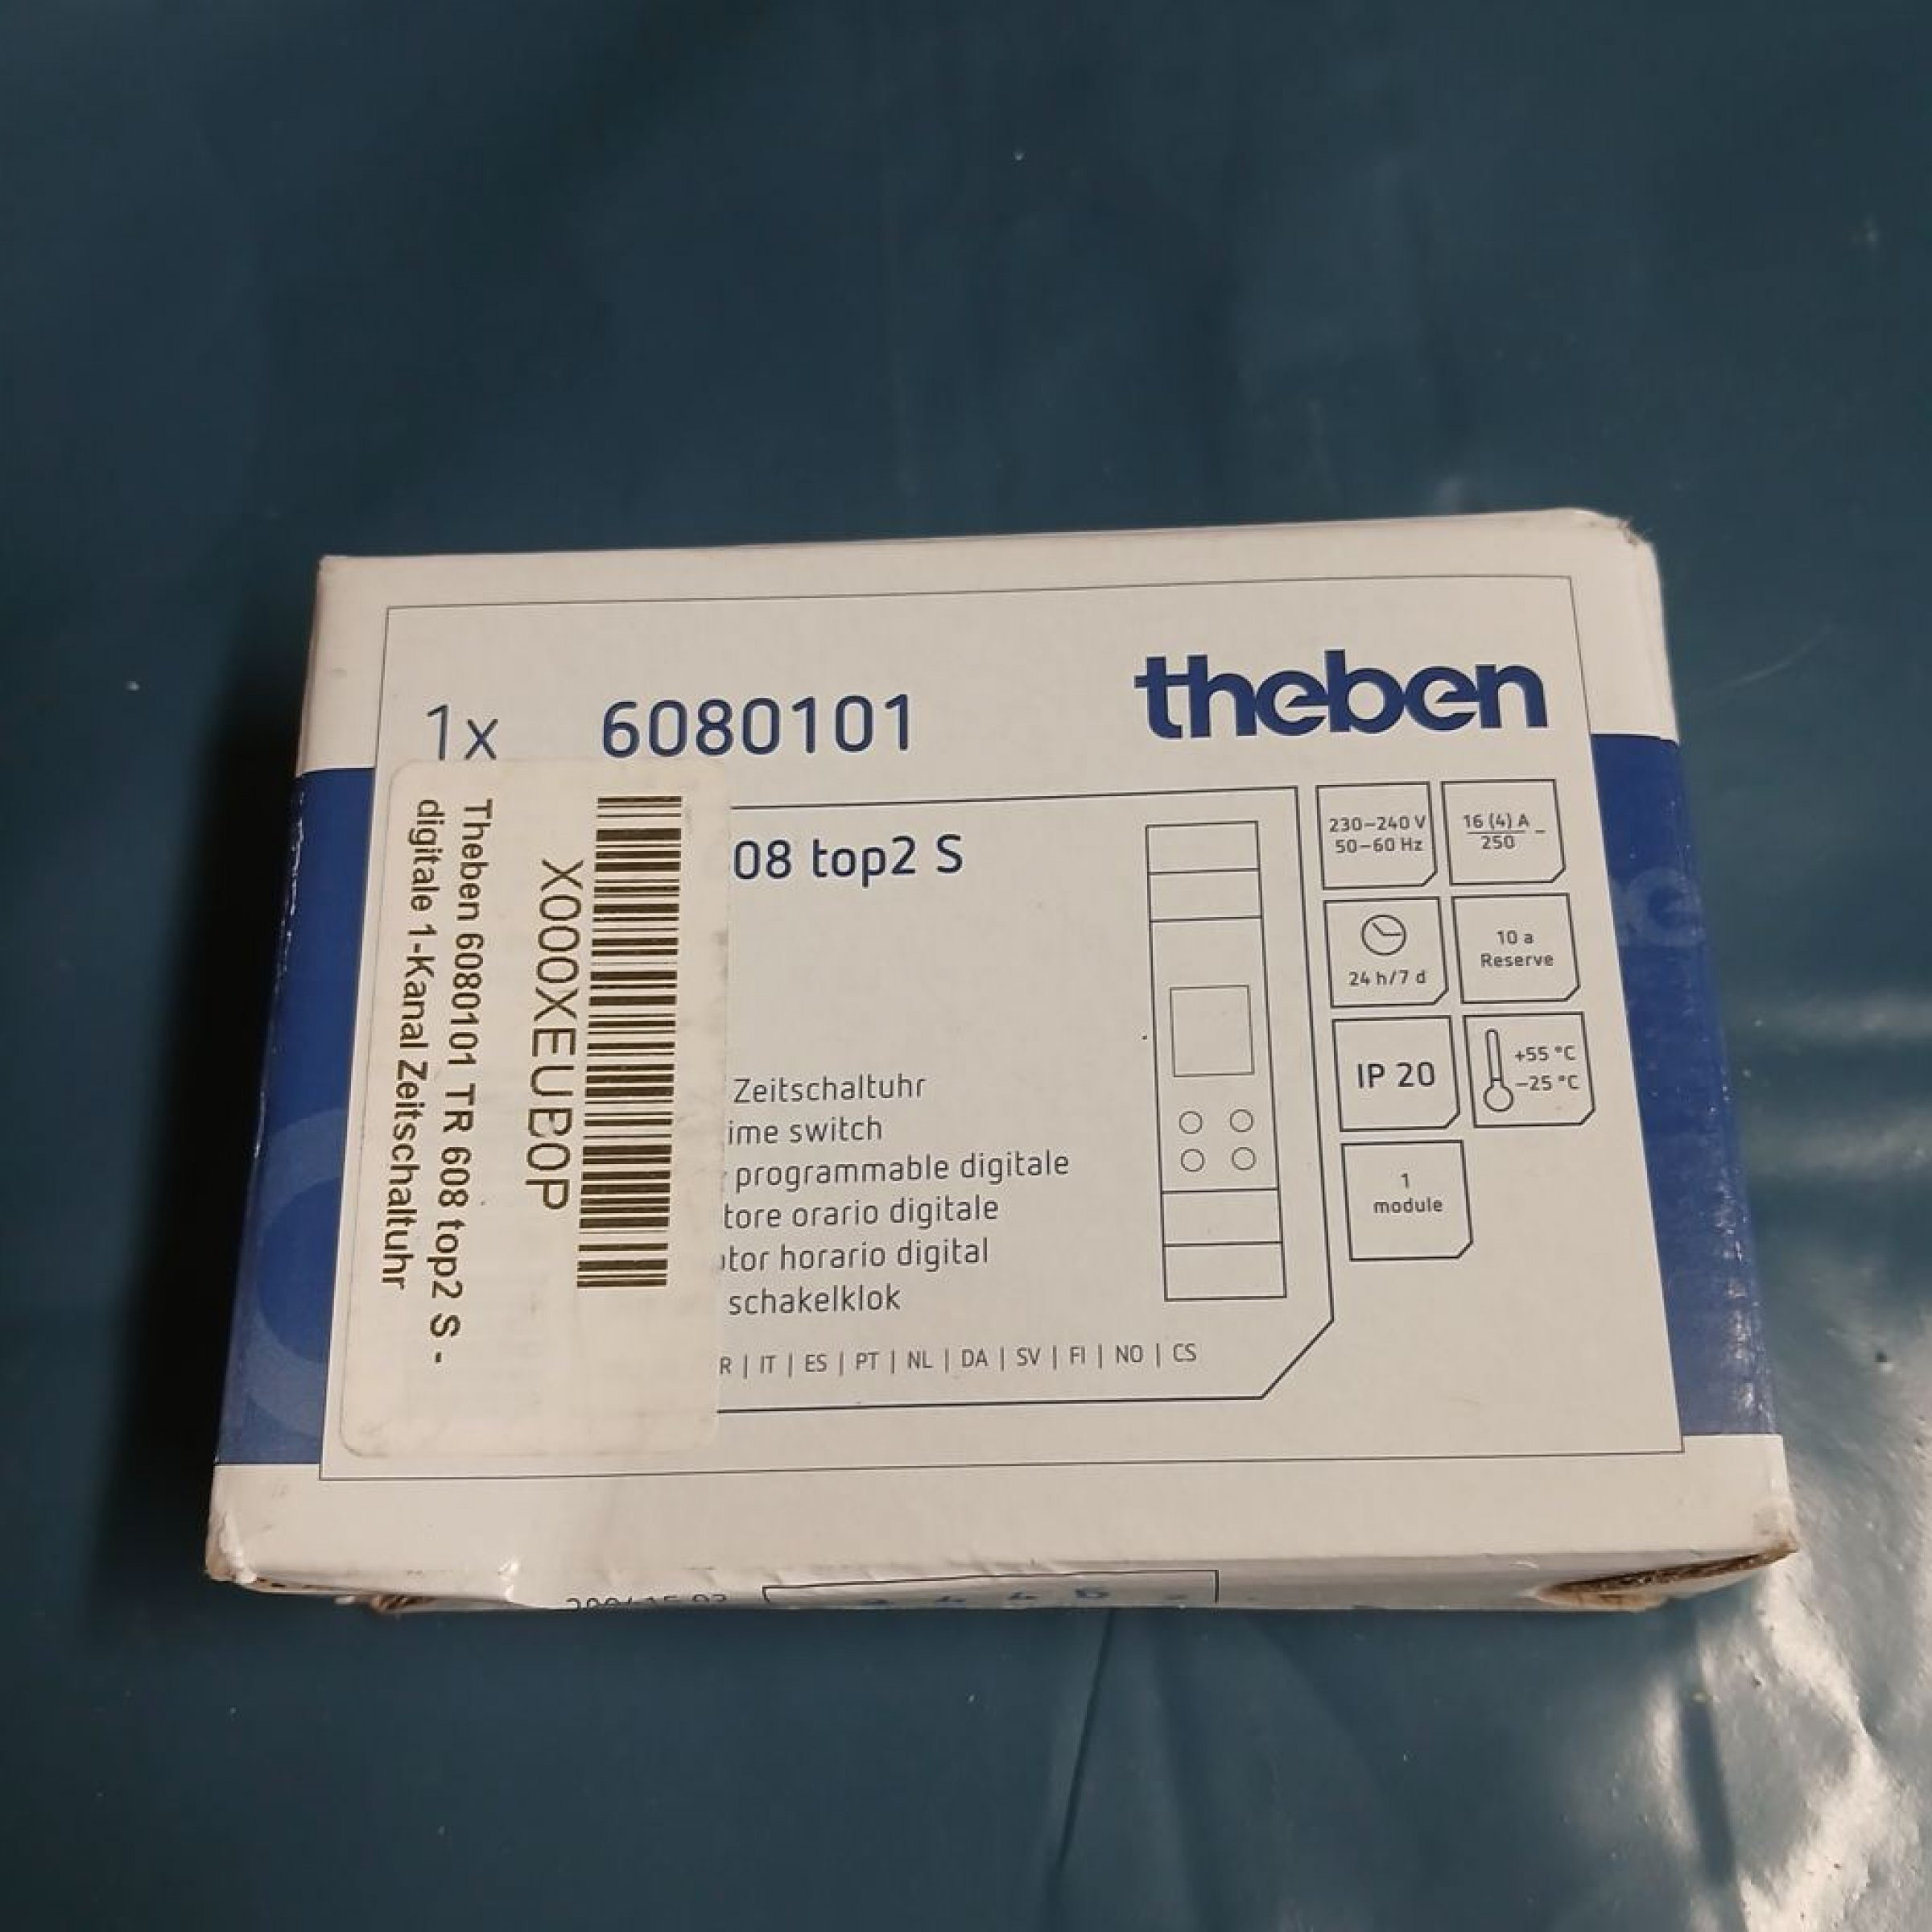 1x 6080101 theben
08 top2 S
Zeitschaltuhr
ime switch
programmable digitale
tore orario digitale
tor horario digital
schakelklok
R | IT | ES | PT | NL | DA | SV | FI | NO | CS
230–240 V
50–60 Hz
16 (4) A
250
24 h/7 d
10 a
Reserve
IP 20
+55 °C
–25 °C
1
module
X000XEUB0P
Theben 6080101 TR 608 top2 S -
digitale 1-Kanal Zeitschaltuhr